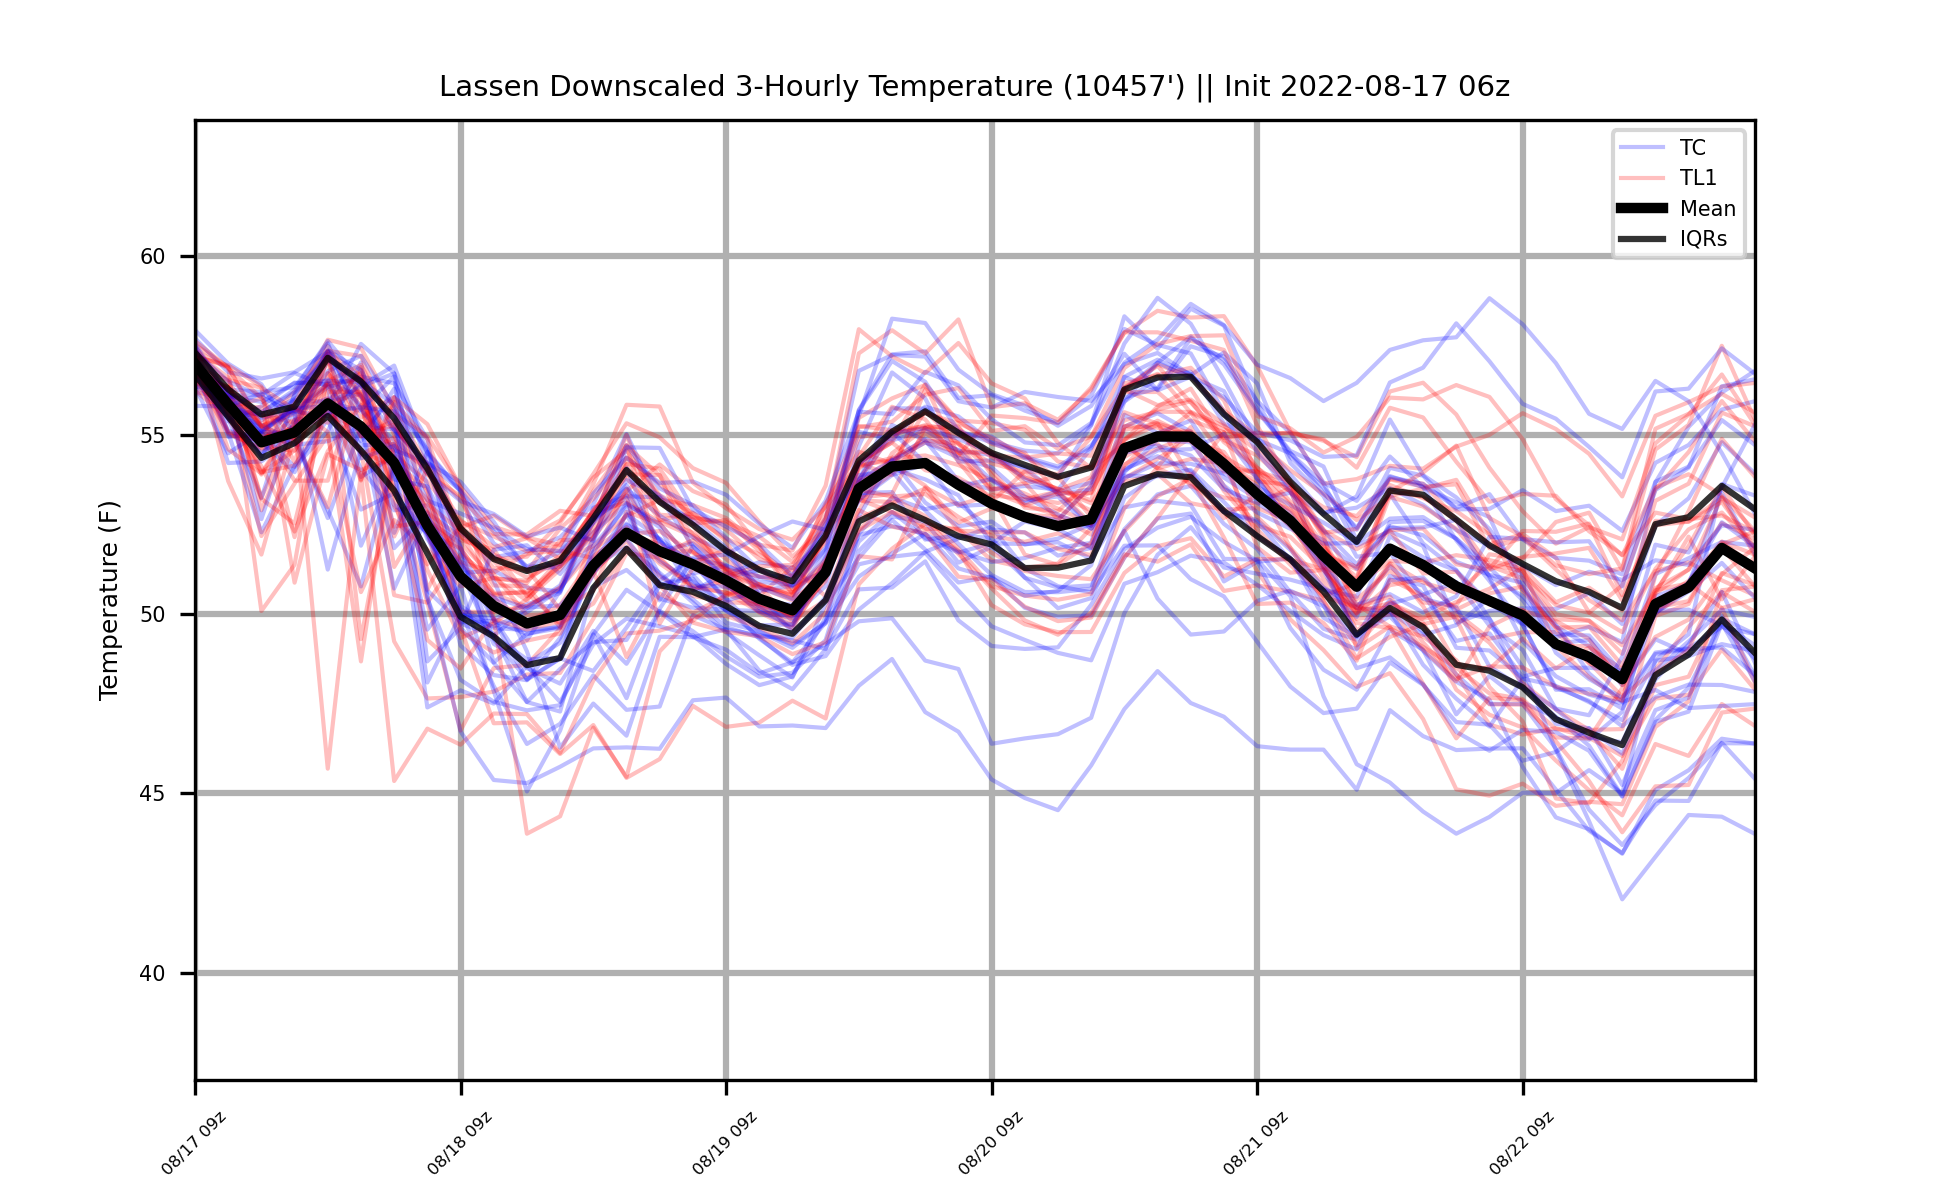 Lassen Downscaled 3-Hourly Temperature (10457') || Init 2022-08-17 06z
TC
TL1
Mean
IQRs
Temperature (F)
60
55
50
45
40
08/17 09z
08/18 09z
08/19 09z
08/20 09z
08/21 09z
08/22 09z